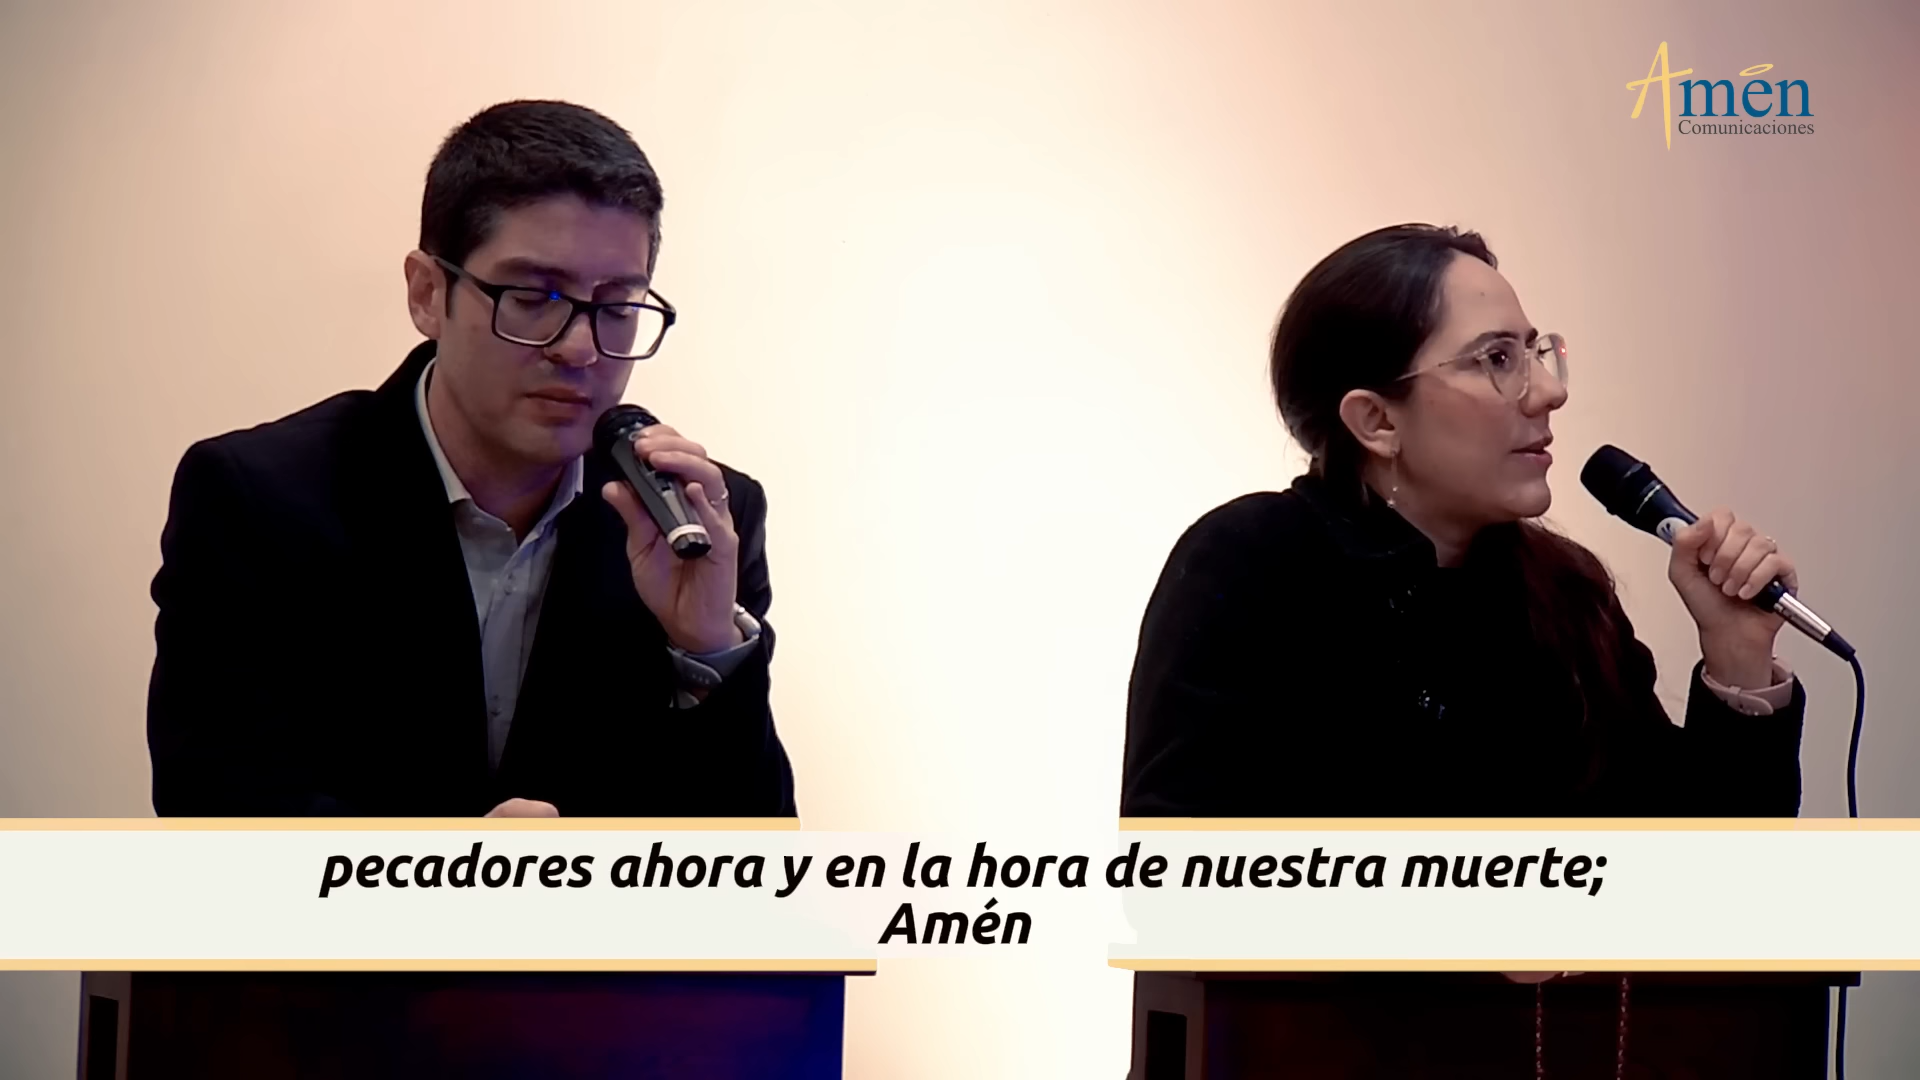 Amén
Comunicaciones
pecadores ahora y en la hora de nuestra muerte;
Amén